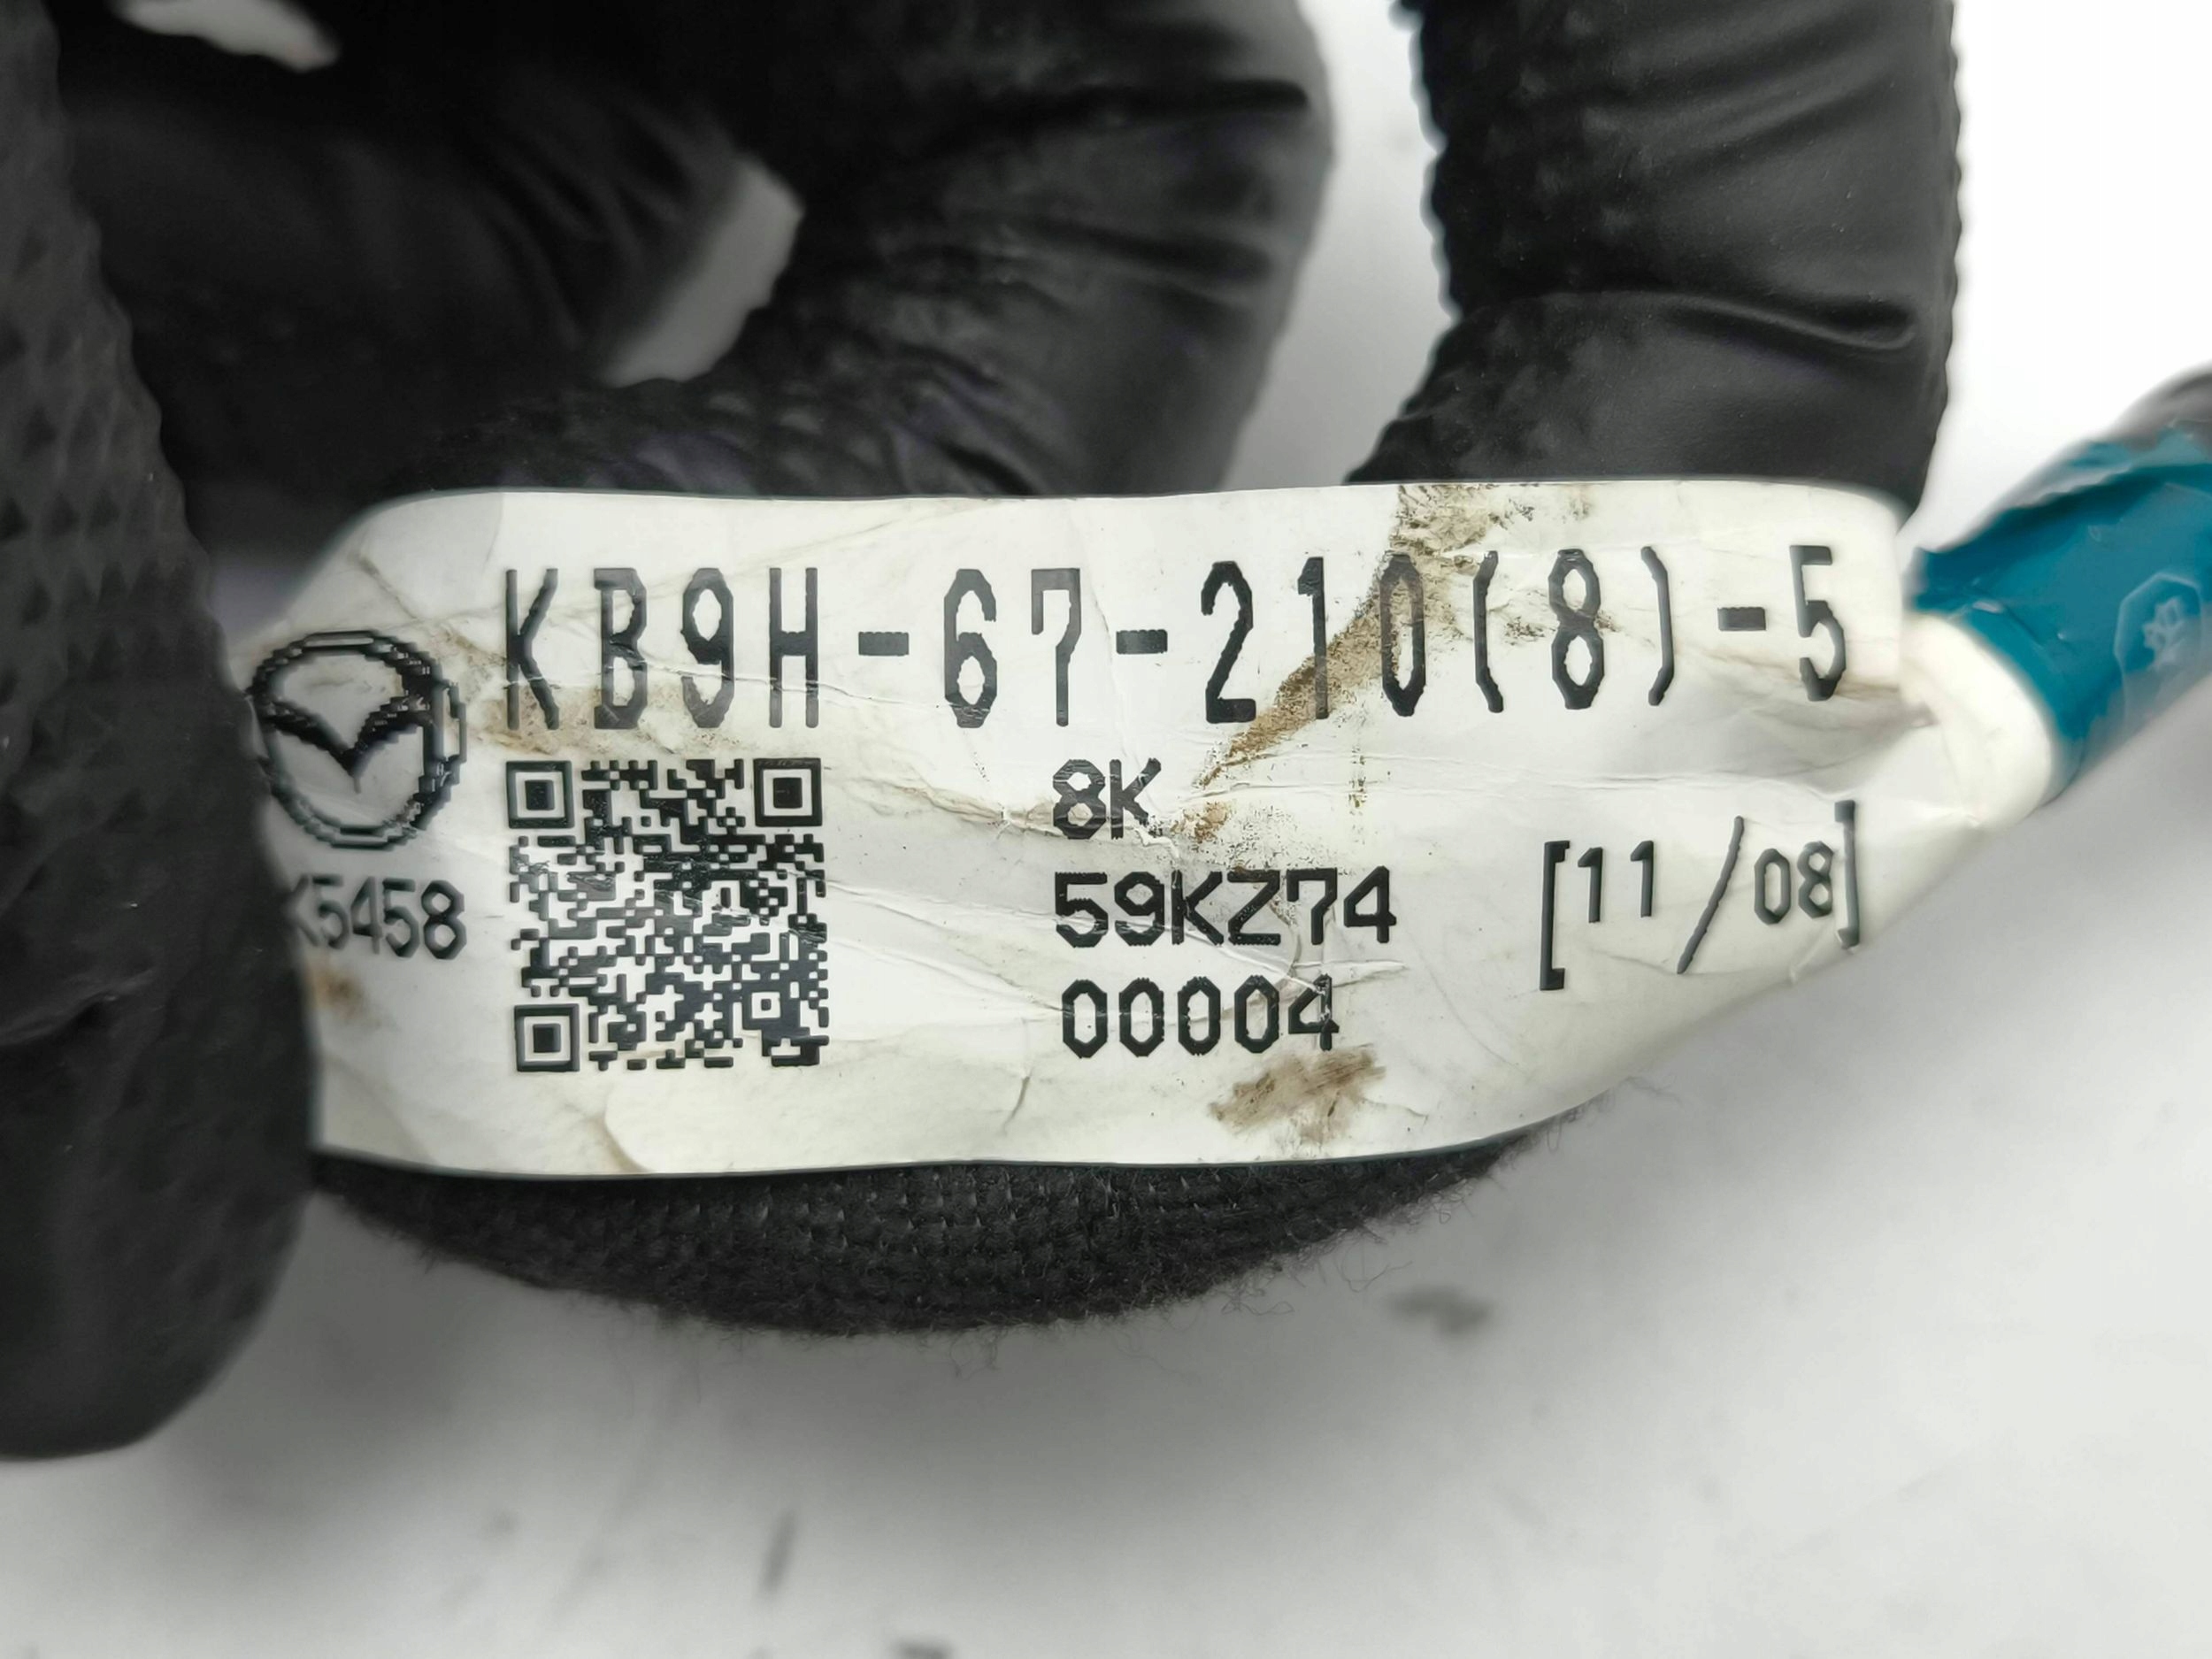 KB9H-67-210(8)-5
8K
K5458
59KZ74
[11/08]
00004